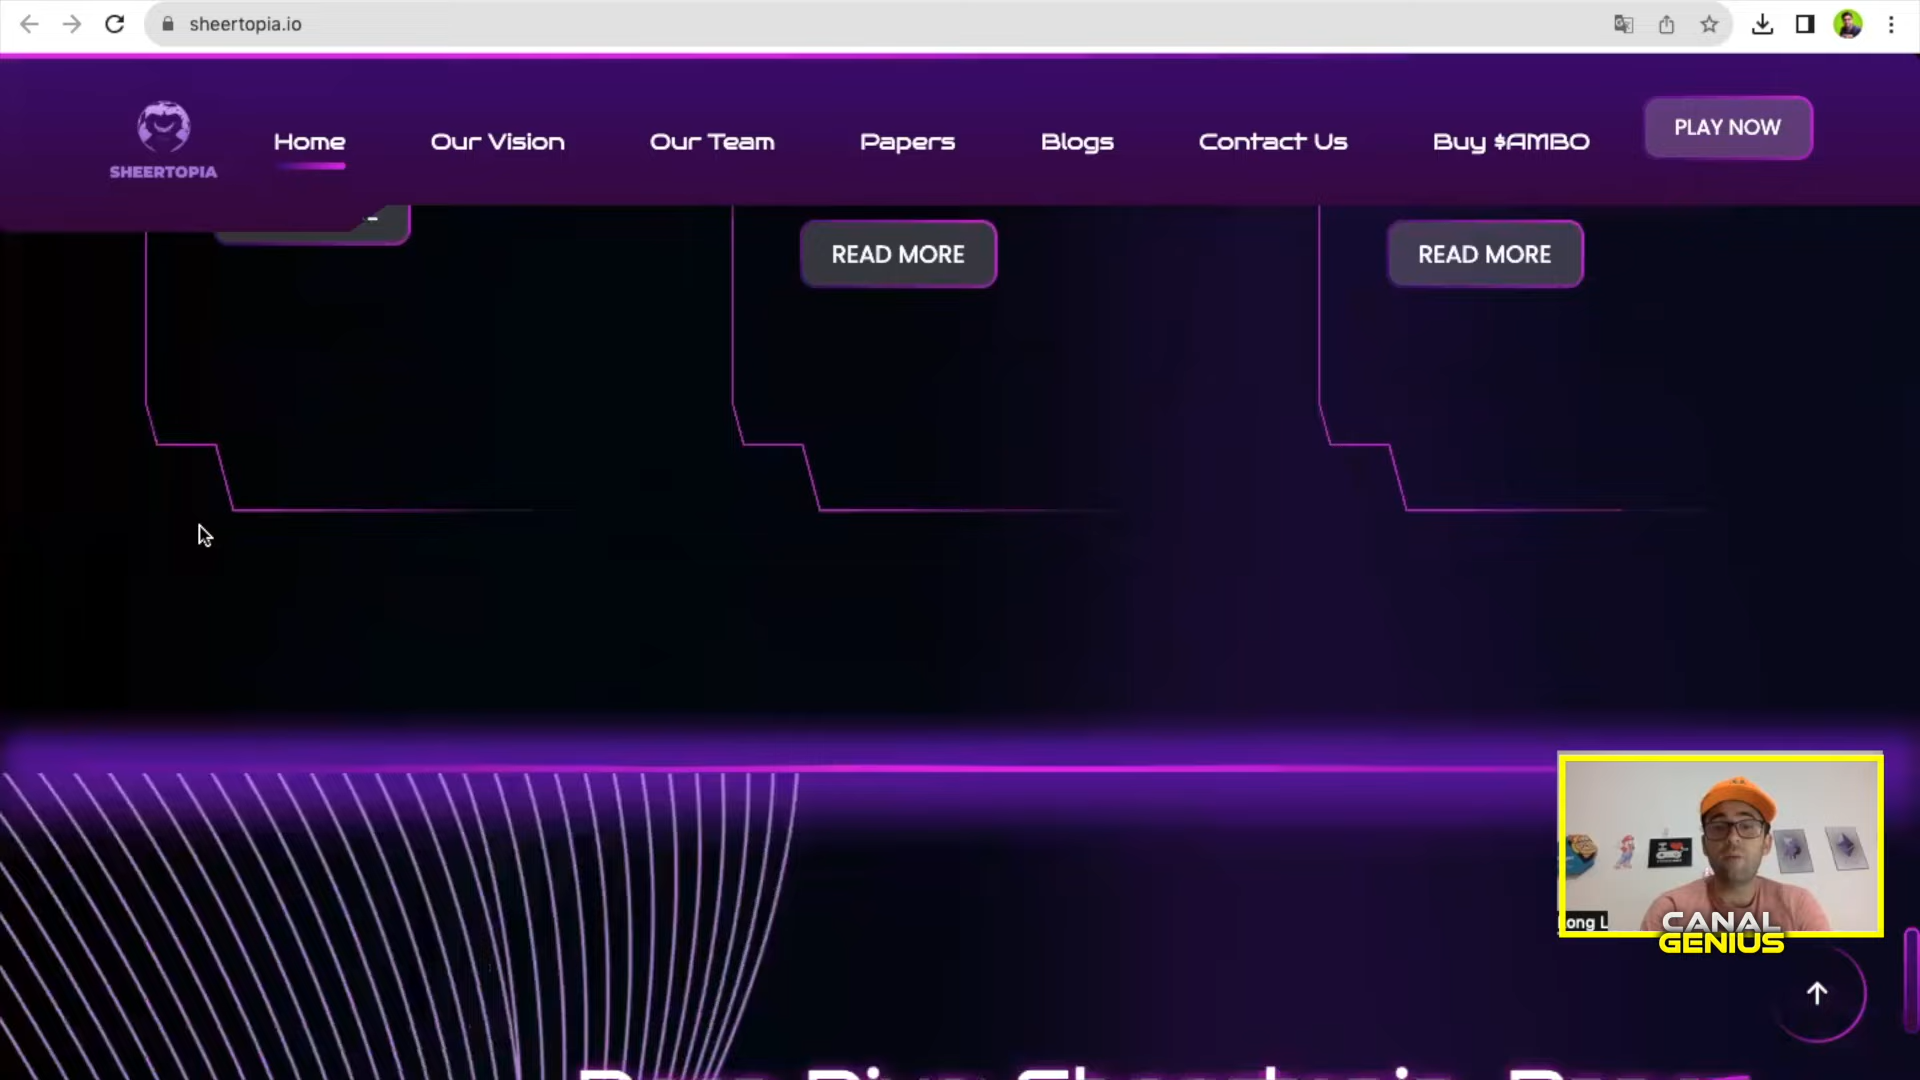 sheertopia.io
SHEERTOPIA
Home
Our Vision
Our Team
Papers
Blogs
Contact Us
Buy $AMBO
PLAY NOW
READ MORE
READ MORE
CANAL
GENIUS